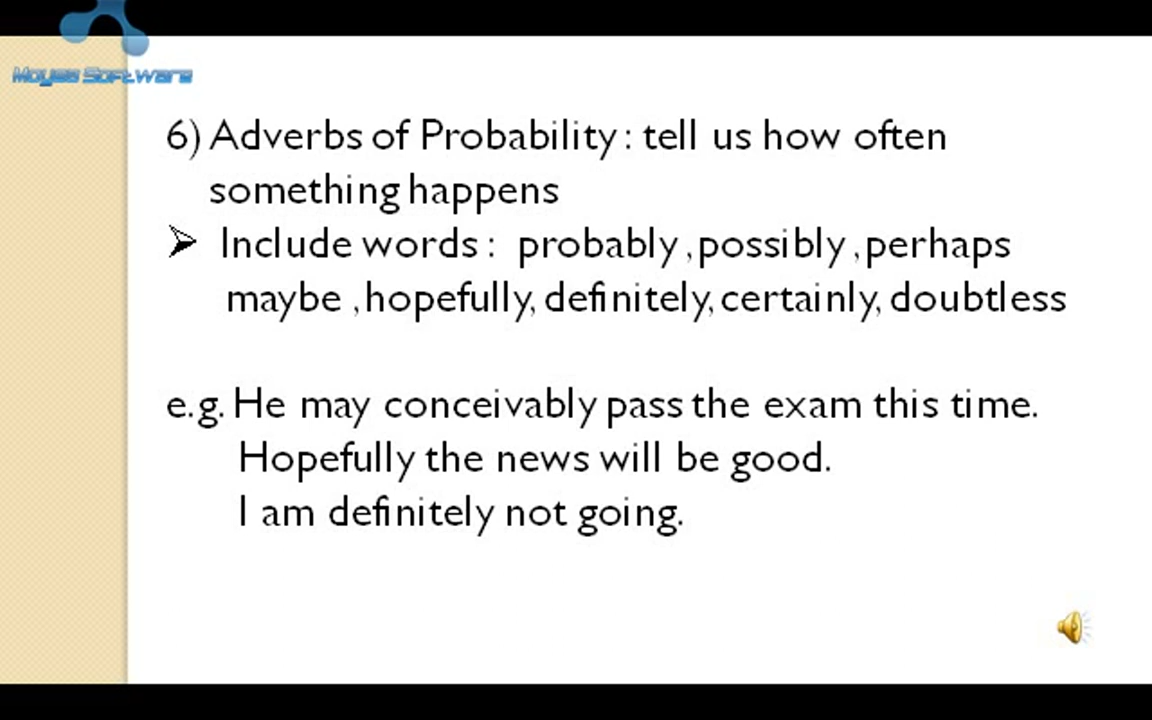 Moyea Software
6) Adverbs of Probability : tell us how often
something happens
Include words : probably ,possibly ,perhaps
maybe ,hopefully, definitely, certainly, doubtless
e.g. He may conceivably pass the exam this time.
Hopefully the news will be good.
I am definitely not going.